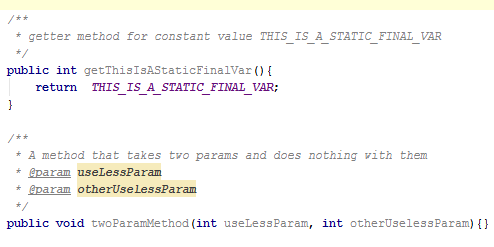 /**
* getter method for constant value THIS_IS_A_STATIC_FINAL_VAR
*/
public int getThisIsAStaticFinalVar(){
return THIS_IS_A_STATIC_FINAL_VAR;
}
/**
* A method that takes two params and does nothing with them
* @param useLessParam
* @param otherUselessParam
*/
public void twoParamMethod(int useLessParam, int otherUselessParam){}